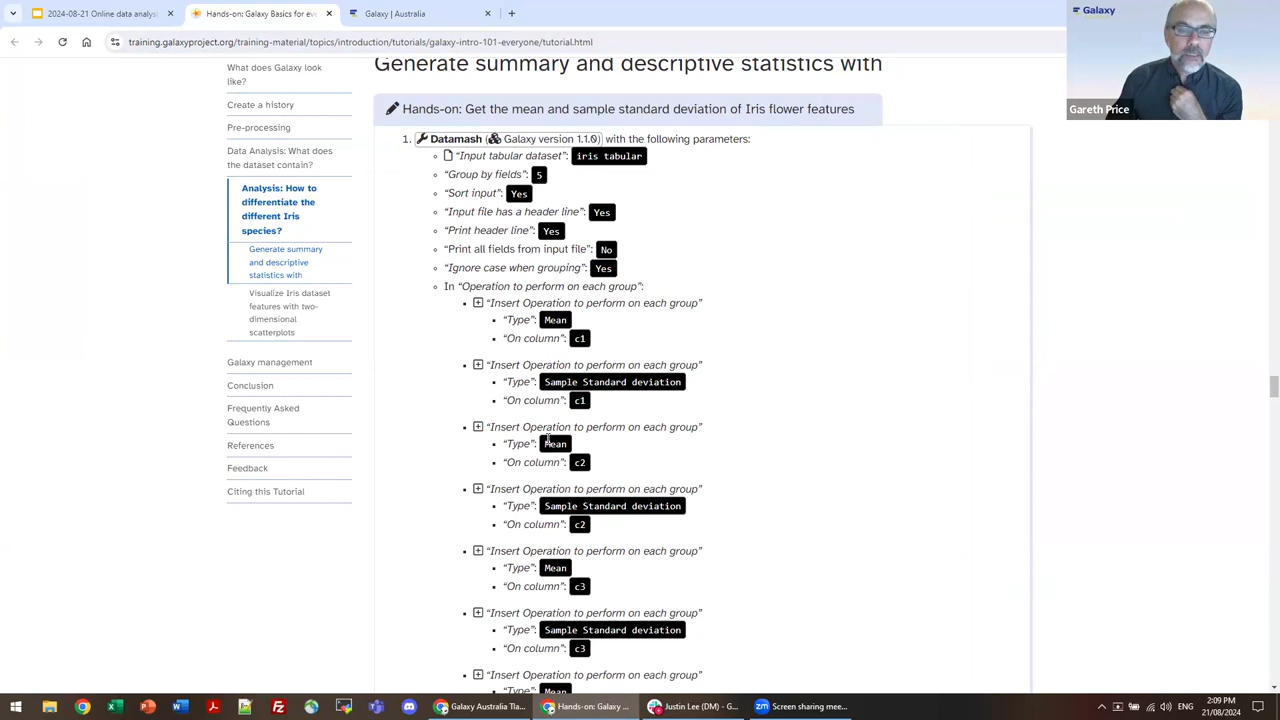 2024-08-21 Online data analysi
Hands-on: Galaxy Basics for eve
Galaxy | Australia
training.galaxyproject.org/training-material/topics/introduction/tutorials/galaxy-intro-101-everyone/tutorial.html
Galaxy
Gareth Price
What does Galaxy look
like?
Create a history
Pre-processing
Data Analysis: What does
the dataset contain?
Analysis: How to
differentiate the
different Iris
species?
Generate summary
and descriptive
statistics with
Visualize Iris dataset
features with two-
dimensional
scatterplots
Galaxy management
Conclusion
Frequently Asked
Questions
References
Feedback
Citing this Tutorial
Generate summary and descriptive statistics with
Hands-on: Get the mean and sample standard deviation of Iris flower features
1. Datamash ( Galaxy version 1.1.0) with the following parameters:
“Input tabular dataset”: iris tabular
“Group by fields”: 5
“Sort input”: Yes
“Input file has a header line”: Yes
“Print header line”: Yes
“Print all fields from input file”: No
“Ignore case when grouping”: Yes
In “Operation to perform on each group”:
“Insert Operation to perform on each group”
“Type”: Mean
“On column”: c1
“Insert Operation to perform on each group”
“Type”: Sample Standard deviation
“On column”: c1
“Insert Operation to perform on each group”
“Type”: Mean
“On column”: c2
“Insert Operation to perform on each group”
“Type”: Sample Standard deviation
“On column”: c2
“Insert Operation to perform on each group”
“Type”: Mean
“On column”: c3
“Insert Operation to perform on each group”
“Type”: Sample Standard deviation
“On column”: c3
“Insert Operation to perform on each group”
“Type”: Mean
Galaxy Australia Tla...
Hands-on: Galaxy ...
Justin Lee (DM) - G...
Screen sharing mee...
2:09 PM
21/08/2024